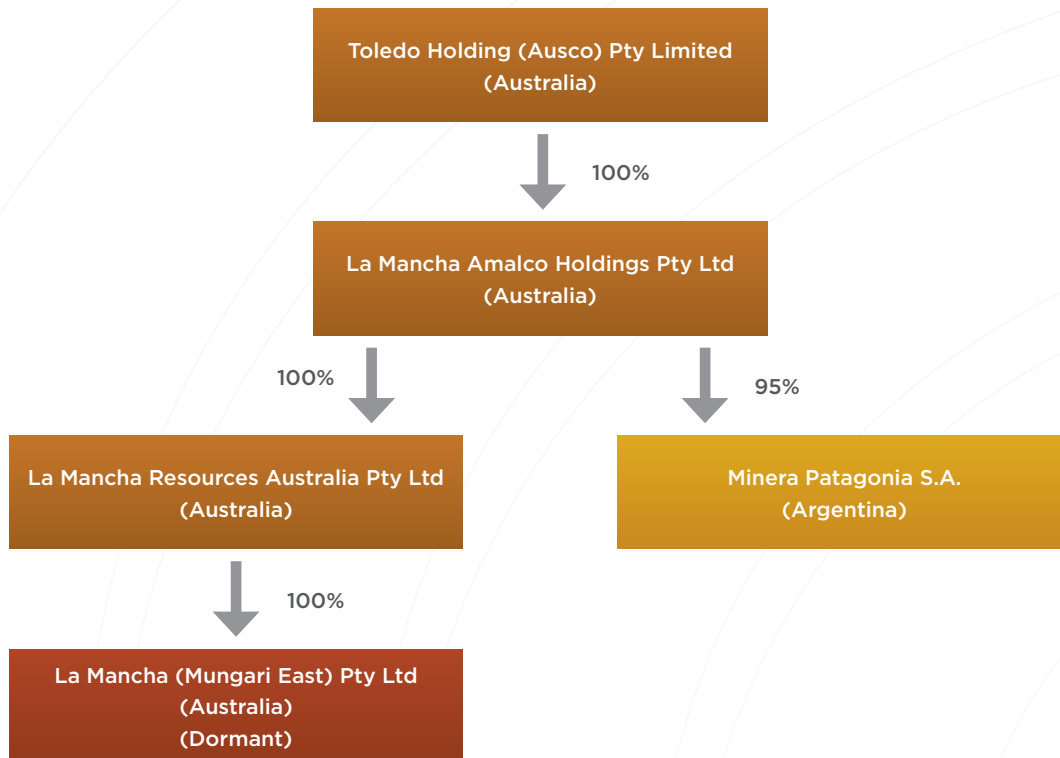 Toledo Holding (Ausco) Pty Limited
(Australia)
100%
La Mancha Amalco Holdings Pty Ltd
(Australia)
100%
95%
La Mancha Resources Australia Pty Ltd
(Australia)
Minera Patagonia S.A.
(Argentina)
100%
La Mancha (Mungari East) Pty Ltd
(Australia)
(Dormant)